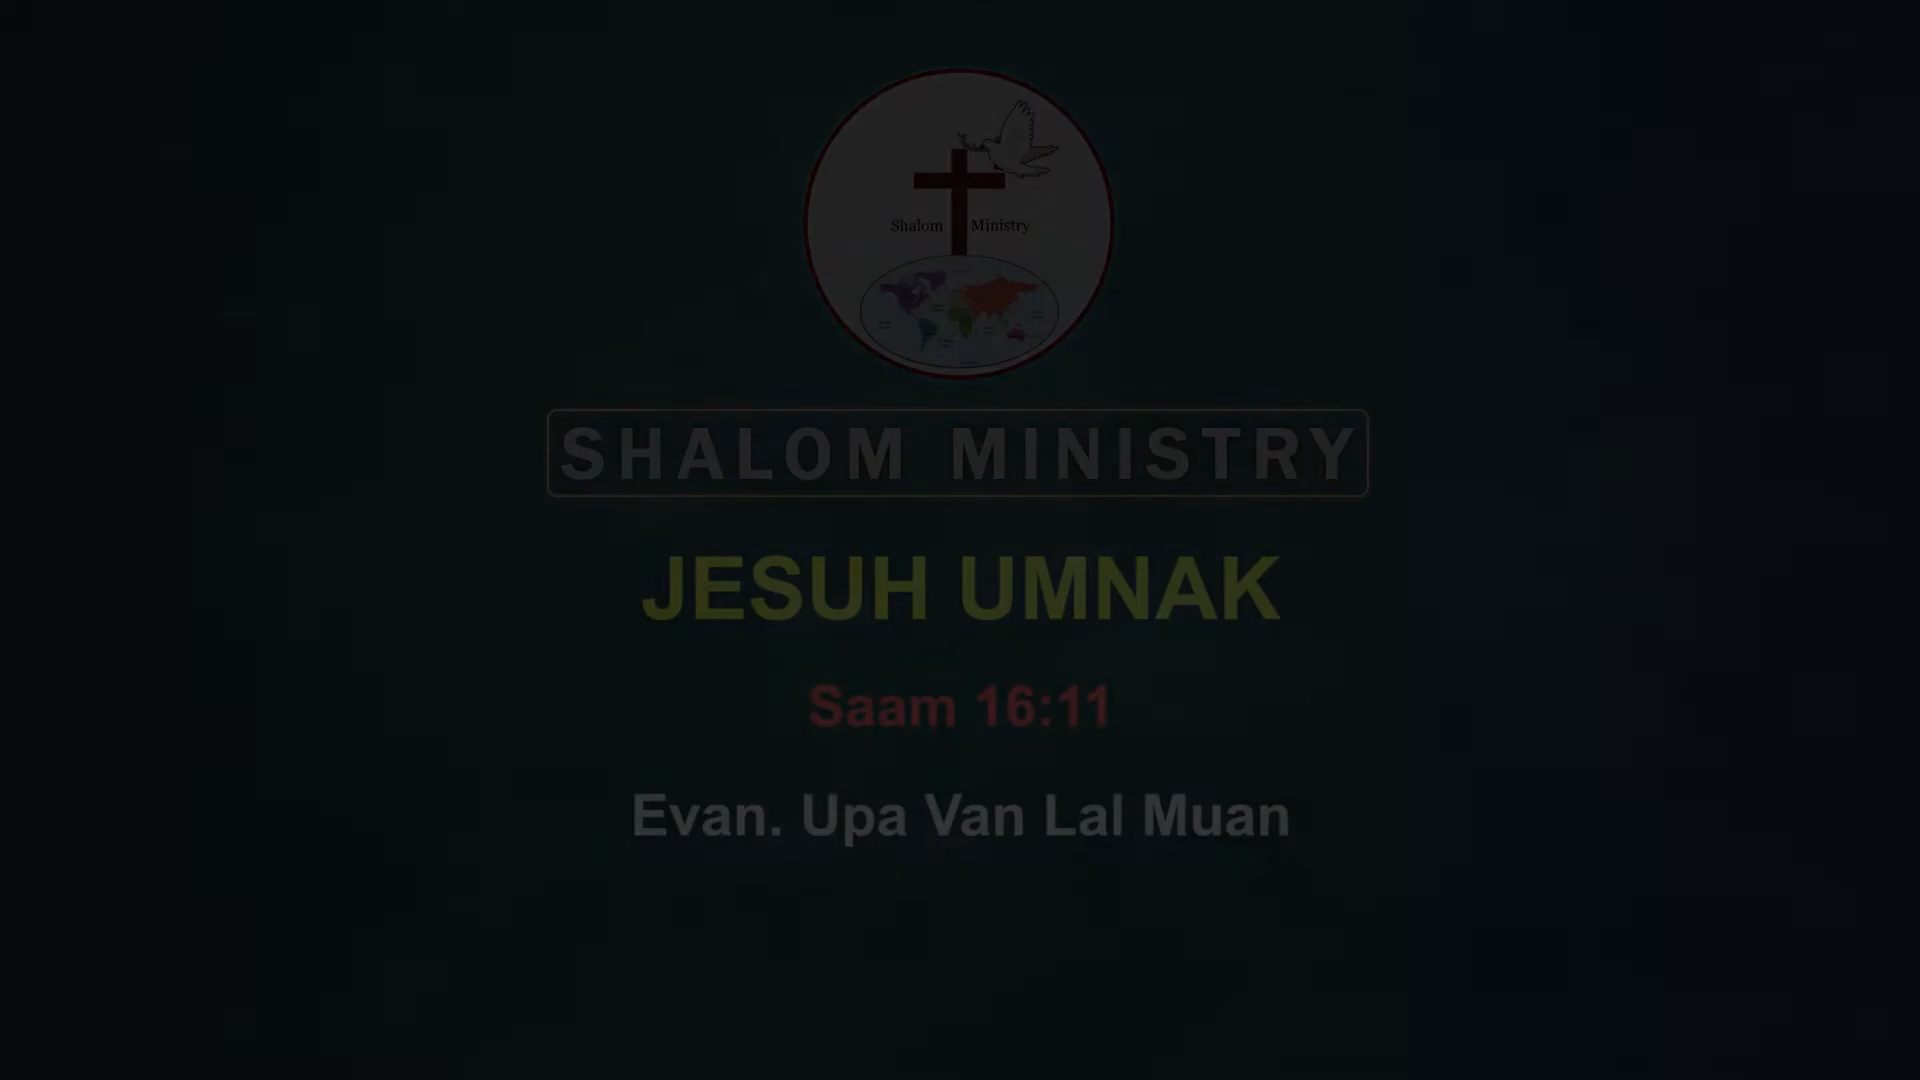 Shalom Ministry
SHALOM MINISTRY
JESUH UMNAK
Saam 16:11
Evan. Upa Van Lal Muan